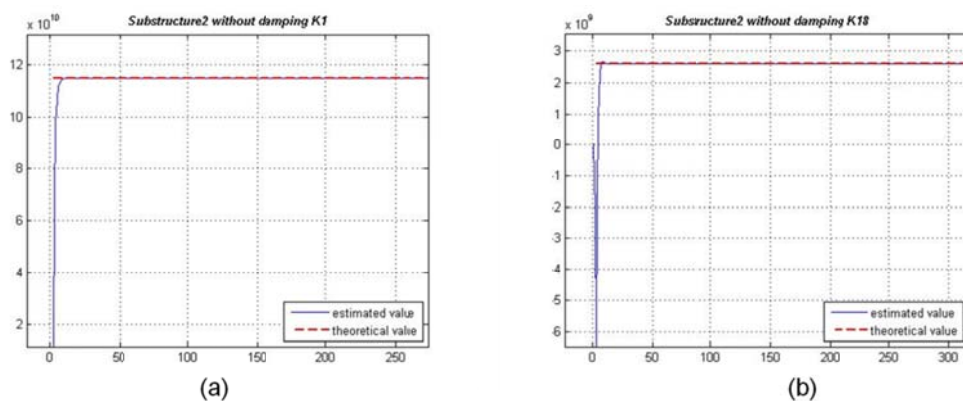 Substructure2 without damping K1
x 10^10
12
10
8
6
4
2
0 50 100 150 200 250
estimated value
theoretical value
(a)
Substructure2 without damping K18
x 10^9
3
2
1
0
-1
-2
-3
-4
-5
-6
0 50 100 150 200 250 300
estimated value
theoretical value
(b)